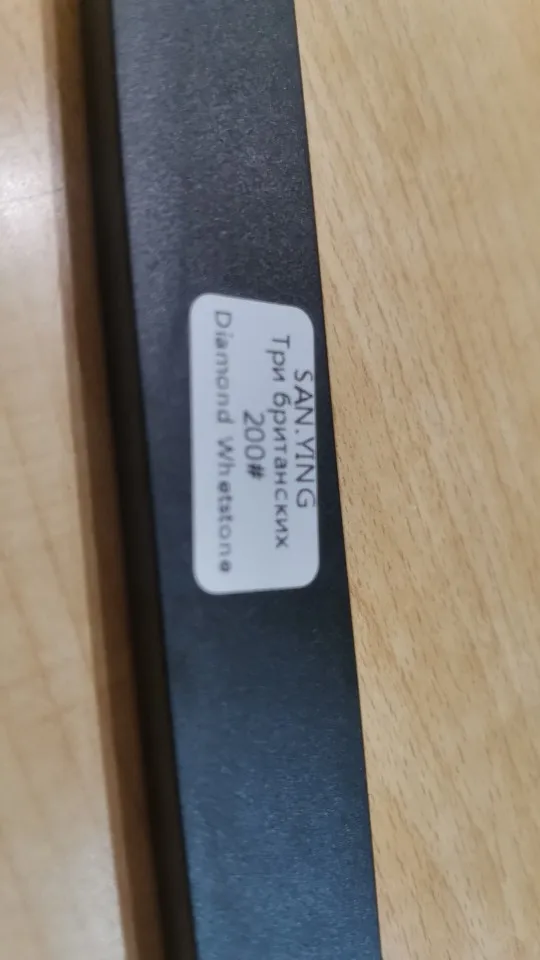 SAN.YING
Три британских
200#
Diamond Whetstone